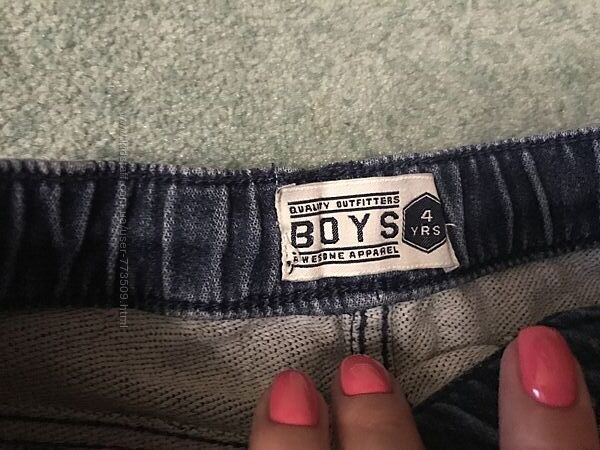 QUALITY OUTFITTERS
BOYS
4
YRS
AWESOME APPAREL